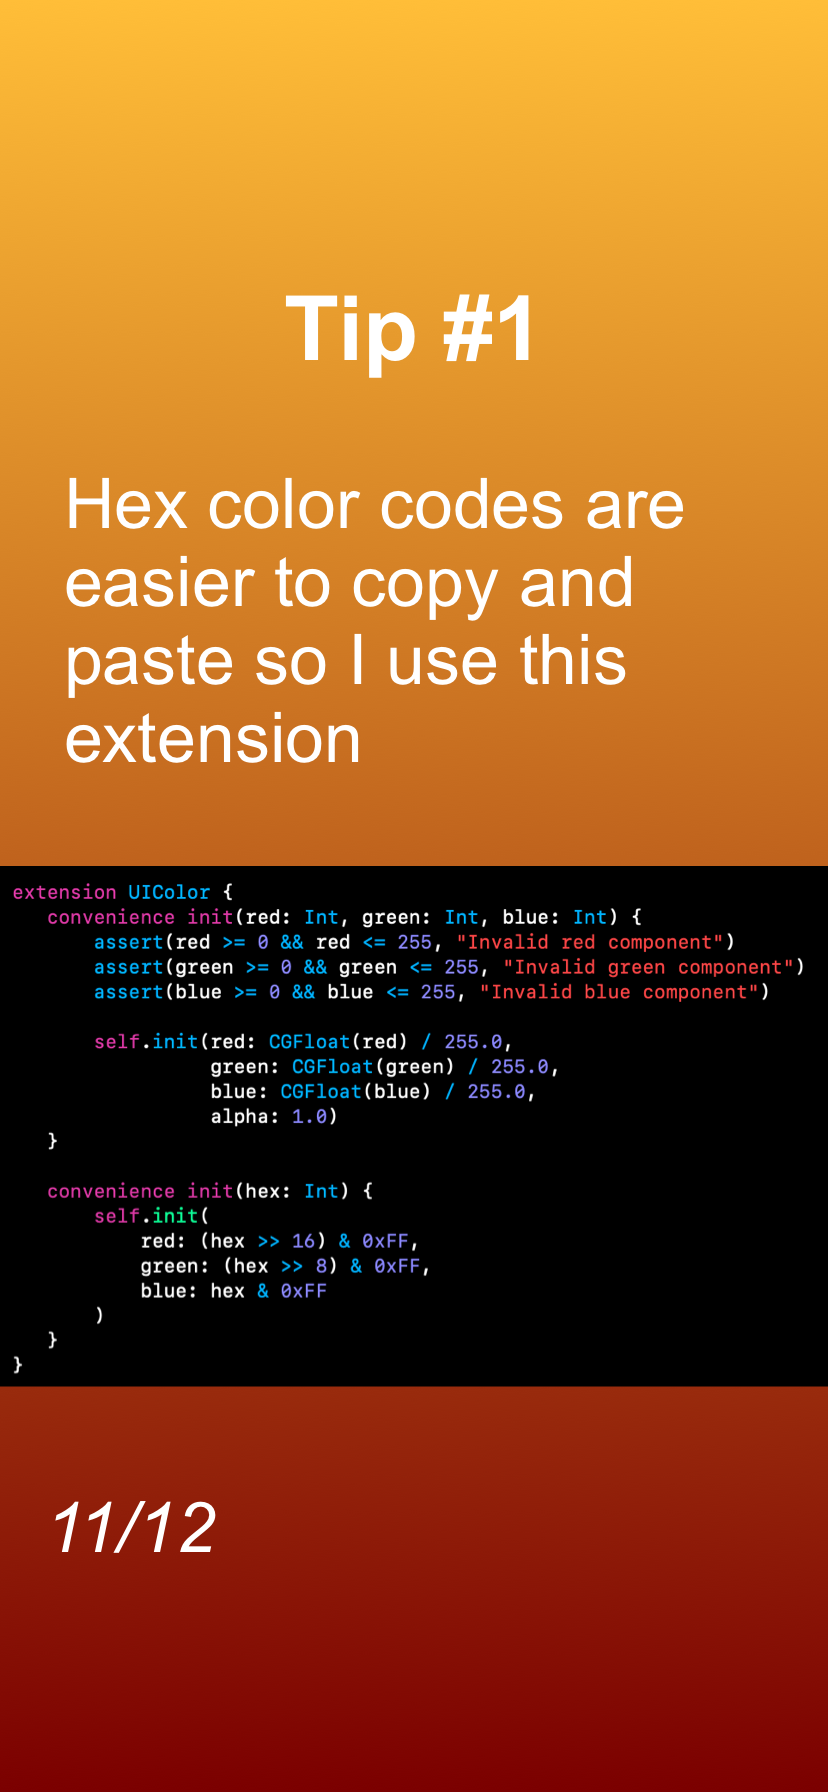 Tip #1
Hex color codes are
easier to copy and
paste so I use this
extension
extension UIColor {
   convenience init(red: Int, green: Int, blue: Int) {
       assert(red >= 0 && red <= 255, "Invalid red component")
       assert(green >= 0 && green <= 255, "Invalid green component")
       assert(blue >= 0 && blue <= 255, "Invalid blue component")
       self.init(red: CGFloat(red) / 255.0,
                 green: CGFloat(green) / 255.0,
                 blue: CGFloat(blue) / 255.0,
                 alpha: 1.0)
   }
   convenience init(hex: Int) {
       self.init(
           red: (hex >> 16) & 0xFF,
           green: (hex >> 8) & 0xFF,
           blue: hex & 0xFF
       )
   }
}
11/12